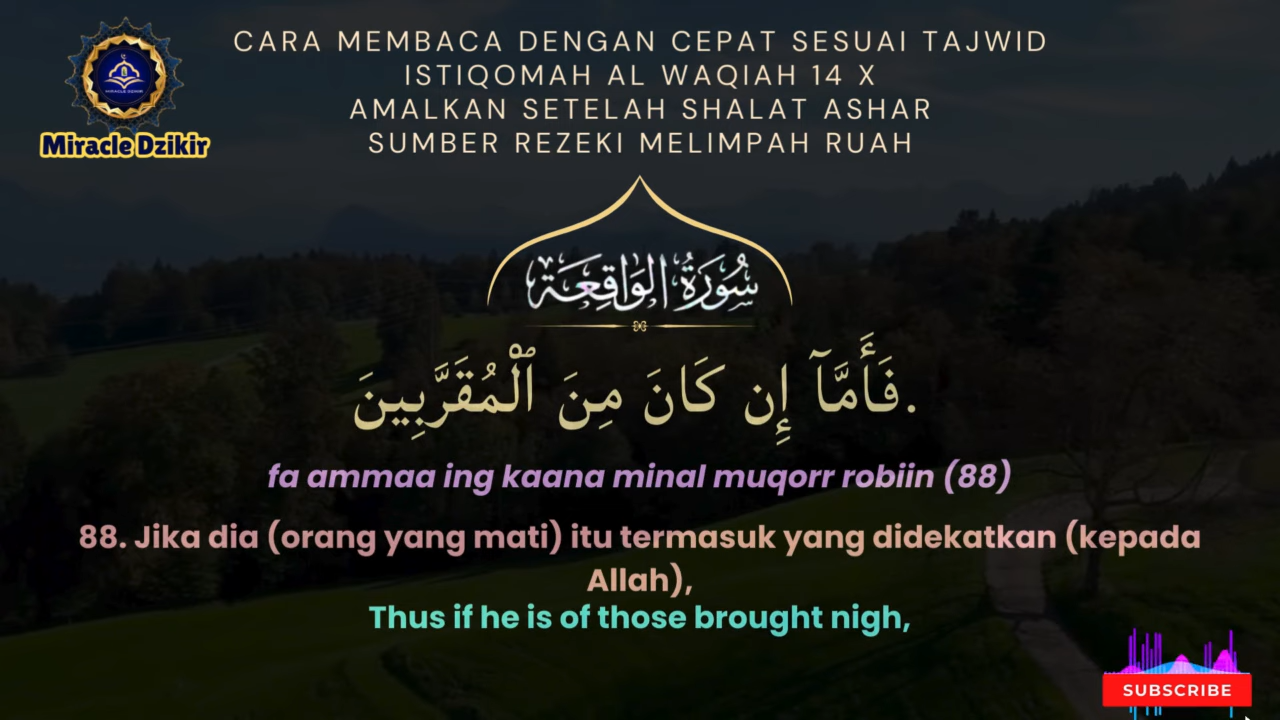 CARA MEMBACA DENGAN CEPAT SESUAI TAJWID
ISTIQOMAH AL WAQIAH 14 X
AMALKAN SETELAH SHALAT ASHAR
SUMBER REZEKI MELIMPAH RUAH
MIRACLE DZIKIR
Miracle Dzikir
سُورَةُ الوَاقِعَة
فَأَمَّآ إِن كَانَ مِنَ ٱلْمُقَرَّبِينَ.
fa ammaa ing kaana minal muqorr robiin (88)
88. Jika dia (orang yang mati) itu termasuk yang didekatkan (kepada
Allah),
Thus if he is of those brought nigh,
SUBSCRIBE